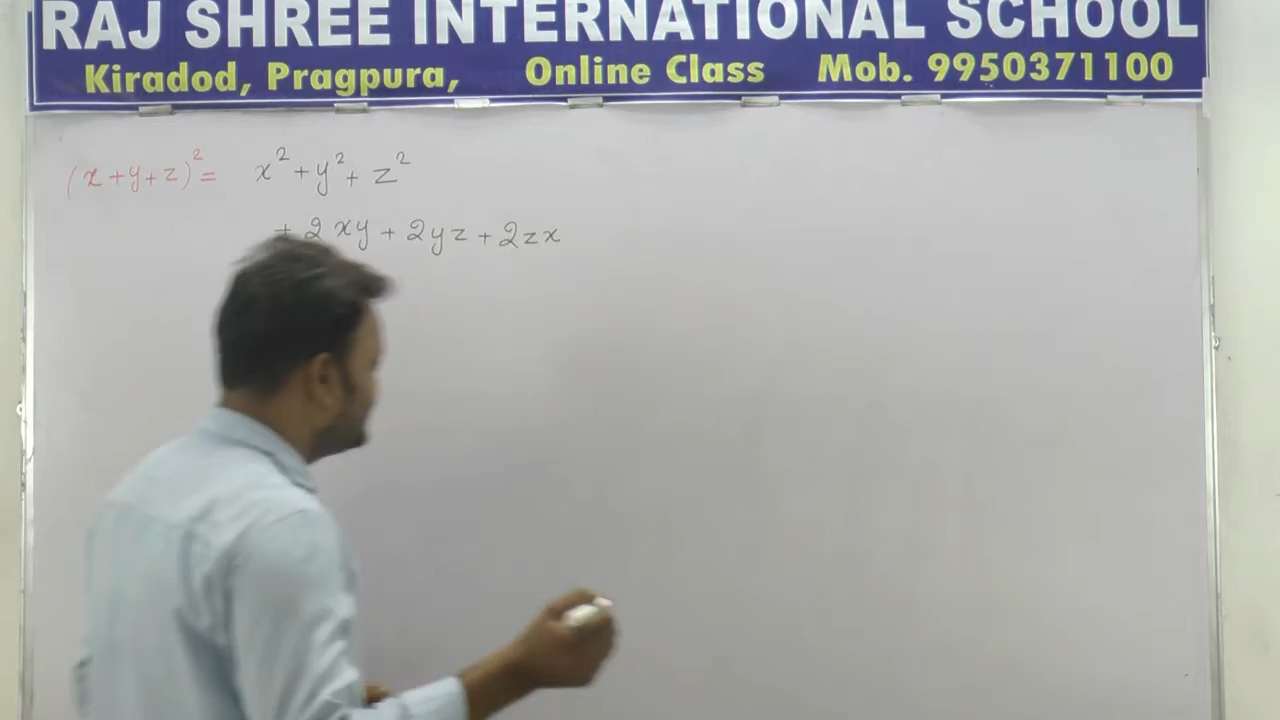 RAJ SHREE INTERNATIONAL SCHOOL
Kiradod, Pragpura, Online Class Mob. 9950371100
(x+y+z)² = x² + y² + z²
+ 2xy + 2yz + 2zx